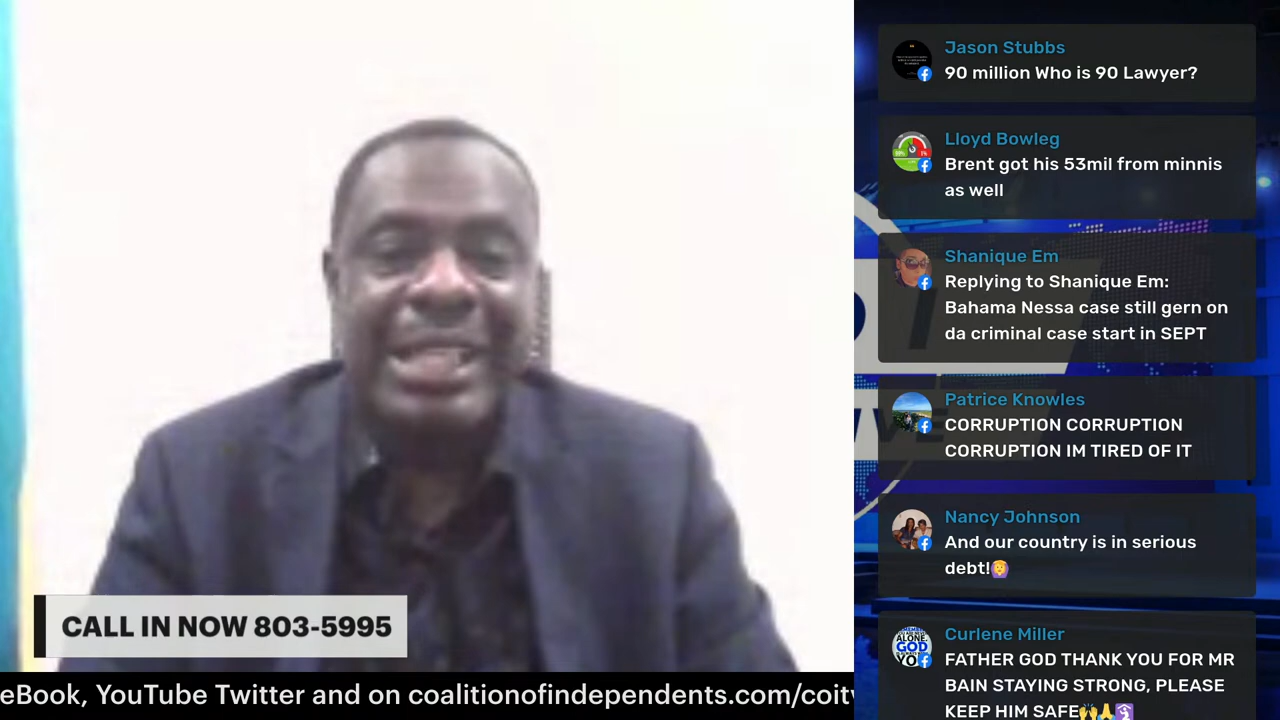 Jason Stubbs
90 million Who is 90 Lawyer?
Lloyd Bowleg
Brent got his 53mil from minnis
as well
Shanique Em
Replying to Shanique Em:
Bahama Nessa case still gern on
da criminal case start in SEPT
Patrice Knowles
CORRUPTION CORRUPTION
CORRUPTION IM TIRED OF IT
Nancy Johnson
And our country is in serious
debt!🙆
Curlene Miller
FATHER GOD THANK YOU FOR MR
BAIN STAYING STRONG, PLEASE
KEEP HIM SAFE🙌🙏🛐
CALL IN NOW 803-5995
eBook, YouTube Twitter and on coalitionofindependents.com/coitv